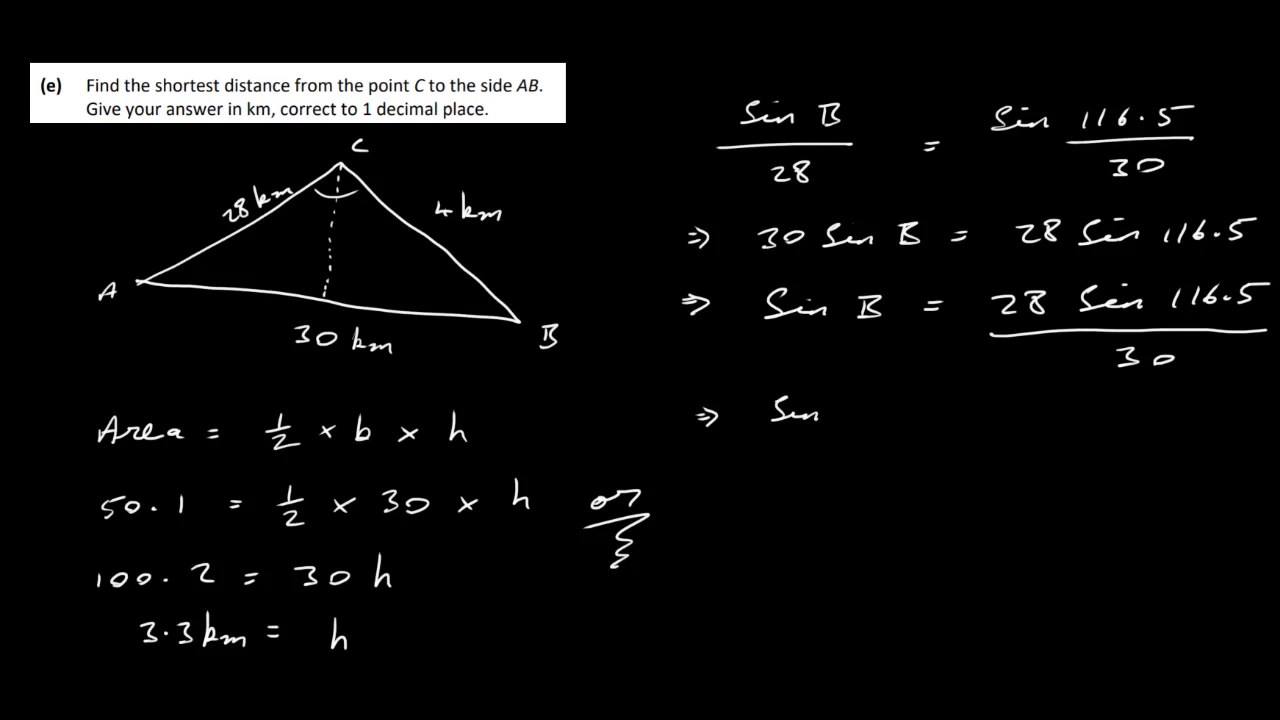 (e) Find the shortest distance from the point C to the side AB.
Give your answer in km, correct to 1 decimal place.
C
28 km
4 km
A
30 km
B
Area = 1/2 × b × h
50.1 = 1/2 × 30 × h
100.2 = 30 h
3.3 km = h
or
Sin B / 28 = Sin 116.5 / 30
⇒ 30 Sin B = 28 Sin 116.5
⇒ Sin B = 28 Sin 116.5 / 30
⇒ Sin